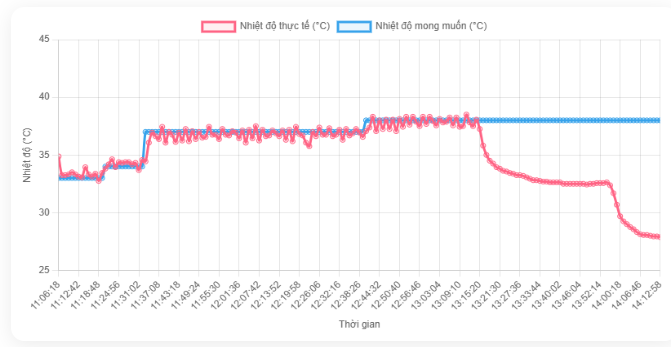 Nhiệt độ thực tế (°C) Nhiệt độ mong muốn (°C)
45
40
35
30
25
Nhiệt độ (°C)
11:06:18 11:12:42 11:18:48 11:24:56 11:31:02 11:37:08 11:43:18 11:49:24 11:55:30 12:01:36 12:07:42 12:13:52 12:19:58 12:26:06 12:32:16 12:38:26 12:44:32 12:50:40 12:56:46 13:03:04 13:09:10 13:15:20 13:21:30 13:27:36 13:33:44 13:40:02 13:46:04 13:52:14 14:00:18 14:06:46 14:12:58
Thời gian